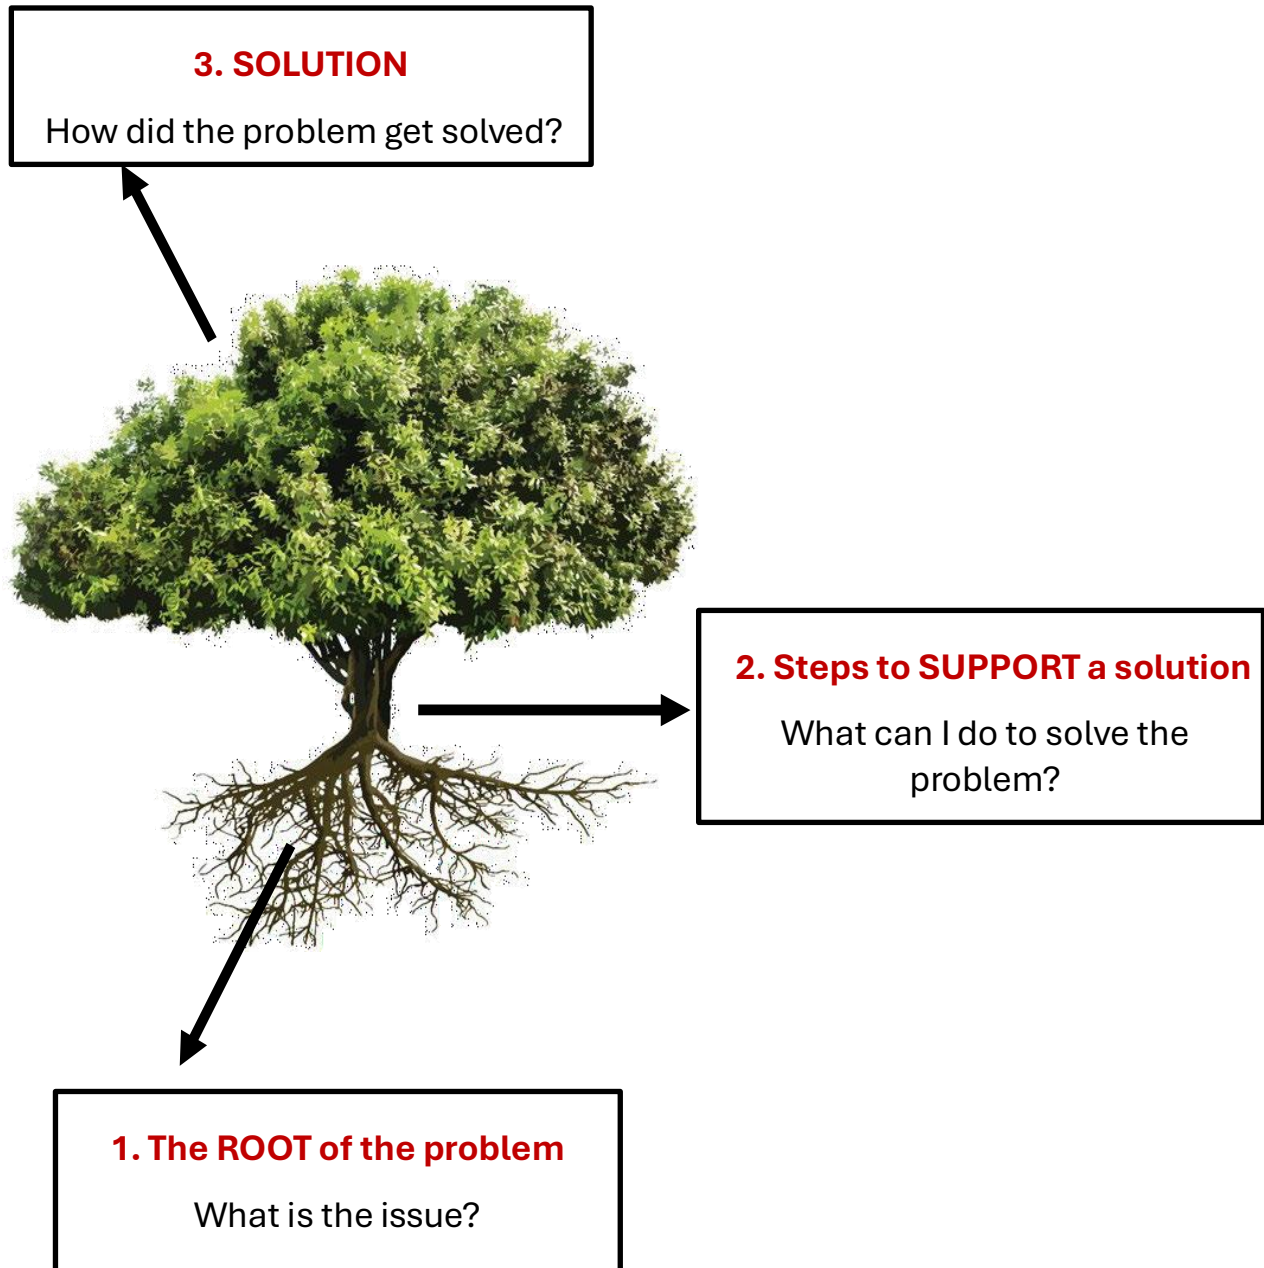 3. SOLUTION
How did the problem get solved?
2. Steps to SUPPORT a solution
What can I do to solve the
problem?
1. The ROOT of the problem
What is the issue?